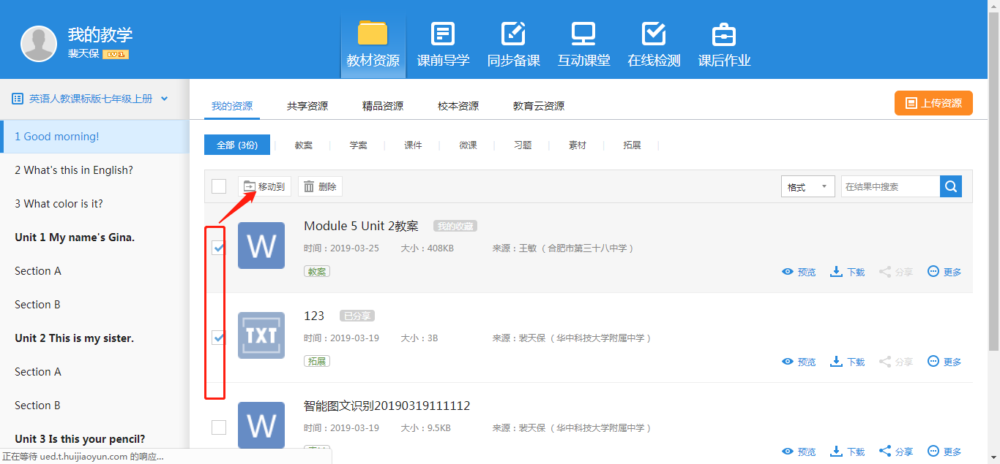 我的教学
裴天保 LV 1
教材资源 课前导学 同步备课 互动课堂 在线检测 课后作业
英语人教课标版七年级上册
1 Good morning!
2 What's this in English?
3 What color is it?
Unit 1 My name's Gina.
Section A
Section B
Unit 2 This is my sister.
Section A
Section B
Unit 3 Is this your pencil?
正在等待 ued.t.huijiaoyun.com 的响应...
我的资源 共享资源 精品资源 校本资源 教育云资源 上传资源
全部 (3份) 教案 学案 课件 微课 习题 素材 拓展
移动到 删除 格式 在结果中搜索
W
Module 5 Unit 2教案 我的收藏
时间：2019-03-25 大小：408KB 来源：王敏（合肥市第三十八中学）
教案
预览 下载 分享 更多
TXT
123 已分享
时间：2019-03-19 大小：3B 来源：裴天保（华中科技大学附属中学）
拓展
预览 下载 分享 更多
W
智能图文识别20190319111112
时间：2019-03-19 大小：9.5KB 来源：裴天保（华中科技大学附属中学）
预览 下载 分享 更多